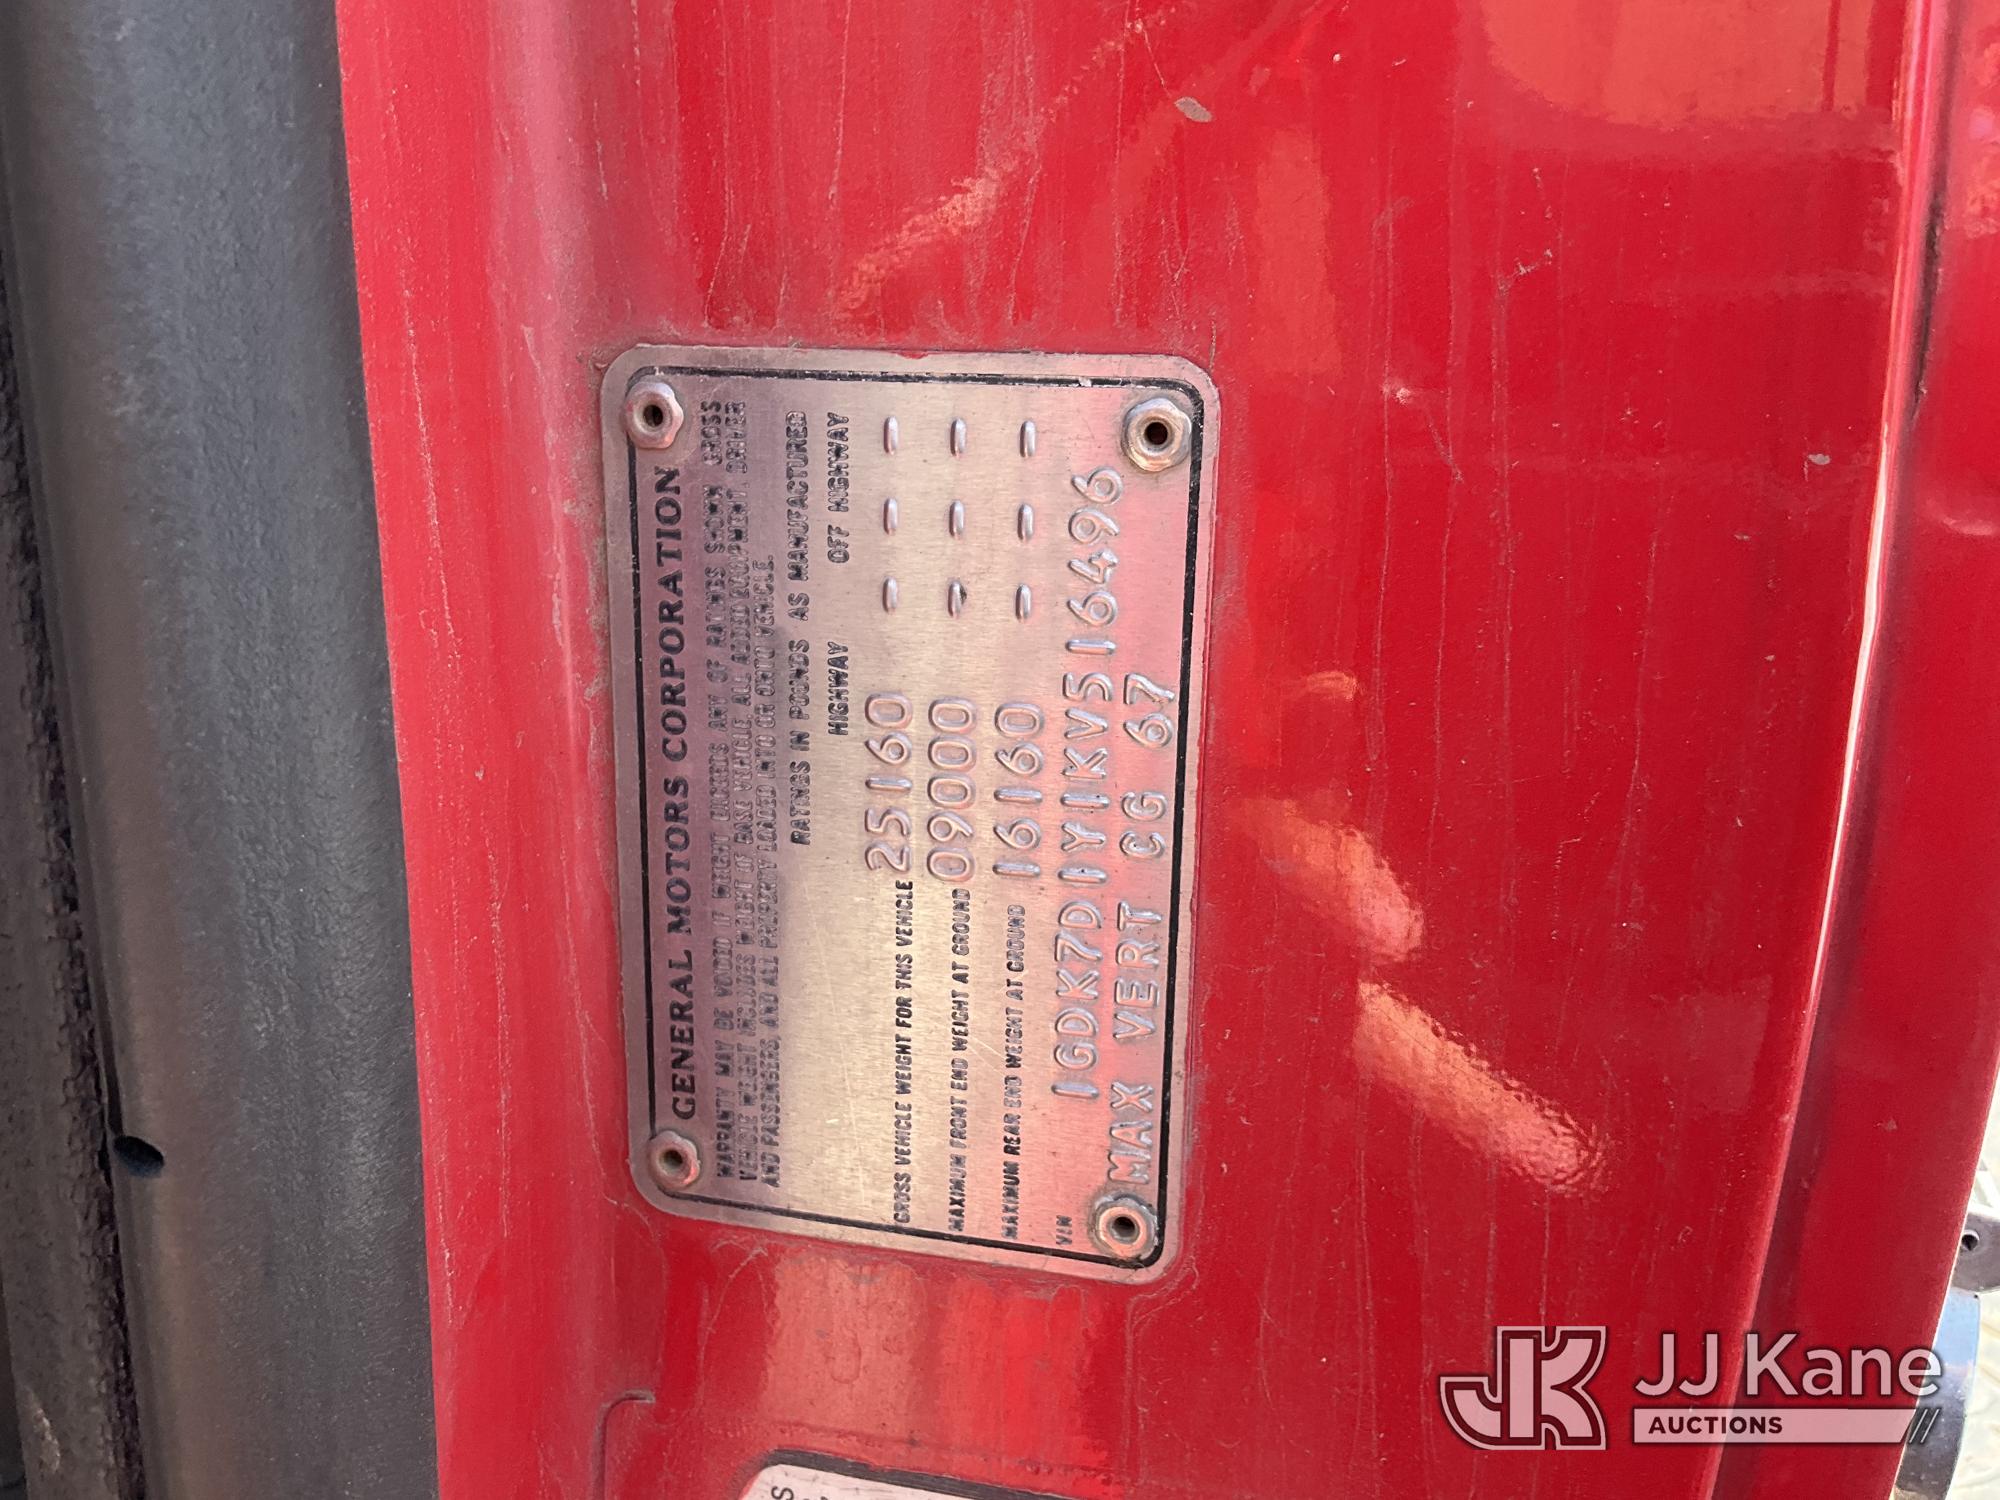 GENERAL MOTORS CORPORATION
WARRANTY MAY BE VOIDED IF WEIGHT EXCEEDS ANY OF RATINGS SHOWN GROSS
VEHICLE WEIGHT INCLUDES WEIGHT OF BASE VEHICLE, ALL ADDED EQUIPMENT, DRIVER
AND PASSENGERS, AND ALL PROPERTY LOADED INTO OR ONTO VEHICLE.
RATINGS IN POUNDS AS MANUFACTURED
HIGHWAY OFF HIGHWAY
GROSS VEHICLE WEIGHT FOR THIS VEHICLE 25160 - - -
MAXIMUM FRONT END WEIGHT AT GROUND 09000 - - -
MAXIMUM REAR END WEIGHT AT GROUND 16160 - - -
VIN 1GDK7D1Y1KV516496
MAX VERT CG 67
JK JJ Kane
AUCTIONS
S